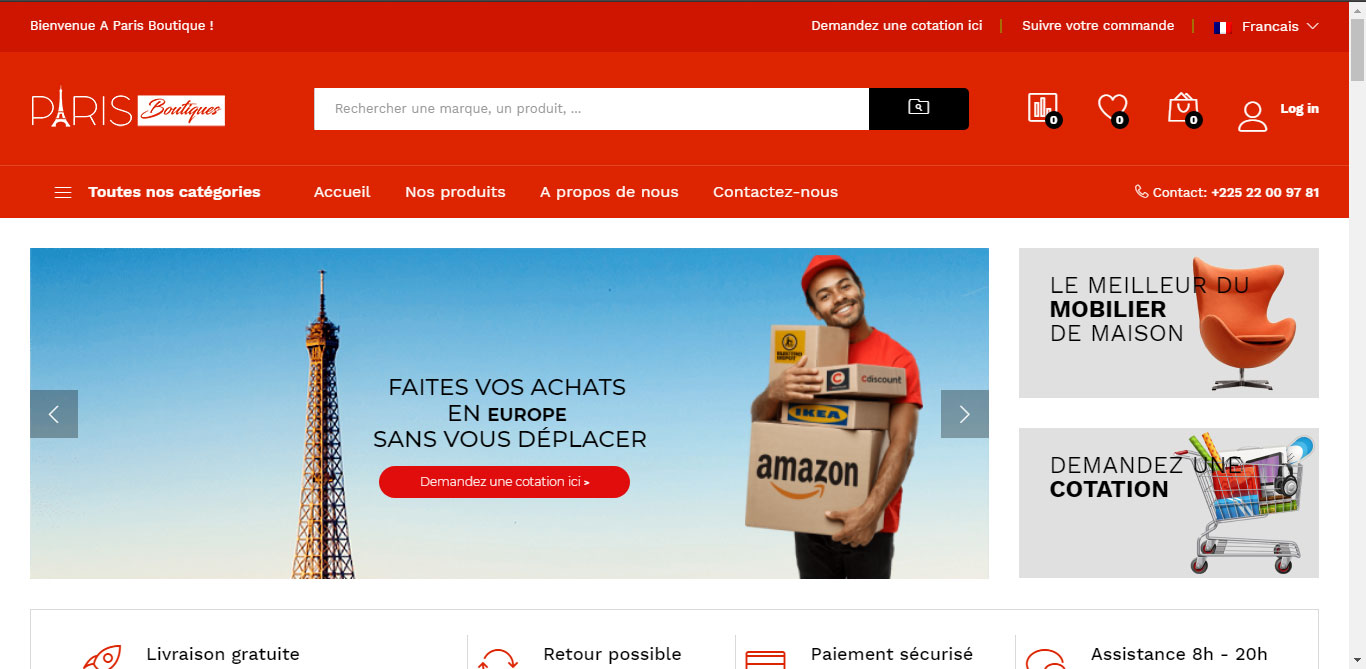 Bienvenue A Paris Boutique !
Demandez une cotation ici
Suivre votre commande
Francais
PARIS Boutiques
Rechercher une marque, un produit, ...
0
0
0
Log in
Toutes nos catégories
Accueil
Nos produits
A propos de nous
Contactez-nous
Contact: +225 22 00 97 81
FAITES VOS ACHATS
EN EUROPE
SANS VOUS DÉPLACER
Demandez une cotation ici >
Cdiscount
IKEA
amazon
LE MEILLEUR DU
MOBILIER
DE MAISON
DEMANDEZ UNE
COTATION
Livraison gratuite
Retour possible
Paiement sécurisé
Assistance 8h - 20h